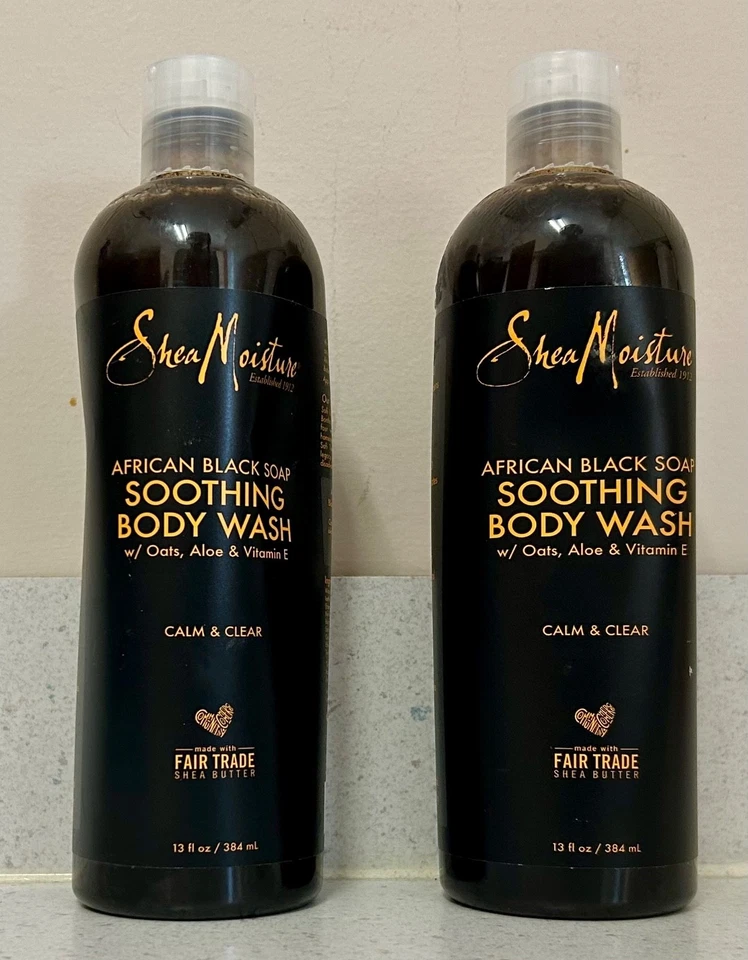 SheaMoisture
Established 1912
AFRICAN BLACK SOAP
SOOTHING
BODY WASH
w/ Oats, Aloe & Vitamin E
CALM & CLEAR
made with
FAIR TRADE
SHEA BUTTER
13 fl oz / 384 mL
SheaMoisture
Established 191
AFRICAN BLACK SOAP
SOOTHING
BODY WASH
w/ Oats, Aloe & Vitamin E
CALM & CLEAR
made with
FAIR TRADE
SHEA BUTTER
13 fl oz / 384 mL